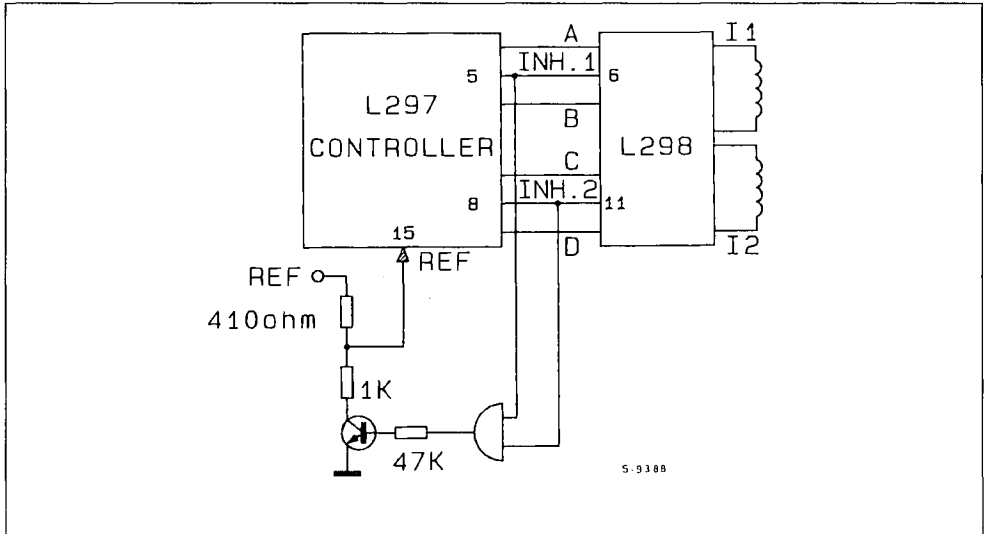 A
I1
INH.1
5
6
L297
CONTROLLER
B
L298
C
INH.2
8
11
15
D
I2
REF
REF
410ohm
1K
47K
S-9388